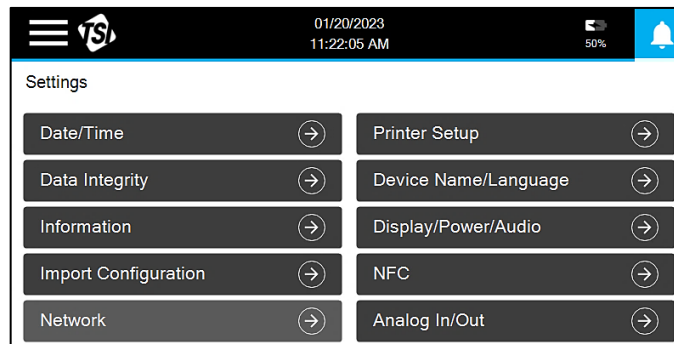 TSI
01/20/2023
11:22:05 AM
50%
Settings
Date/Time
Printer Setup
Data Integrity
Device Name/Language
Information
Display/Power/Audio
Import Configuration
NFC
Network
Analog In/Out